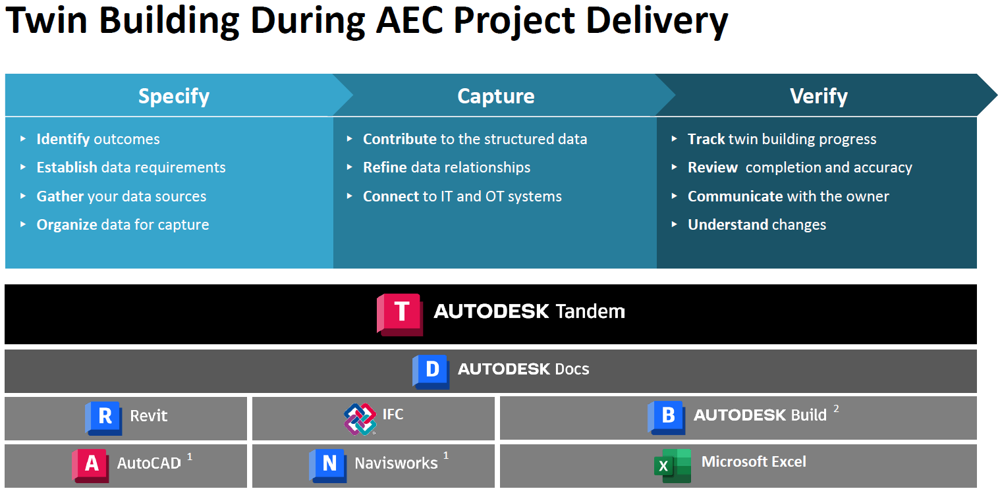 Twin Building During AEC Project Delivery
Specify
Capture
Verify
Identify outcomes
Establish data requirements
Gather your data sources
Organize data for capture
Contribute to the structured data
Refine data relationships
Connect to IT and OT systems
Track twin building progress
Review  completion and accuracy
Communicate with the owner
Understand changes
T AUTODESK Tandem
D AUTODESK Docs
R Revit
IFC
B AUTODESK Build 2
A AutoCAD 1
N Navisworks 1
X Microsoft Excel